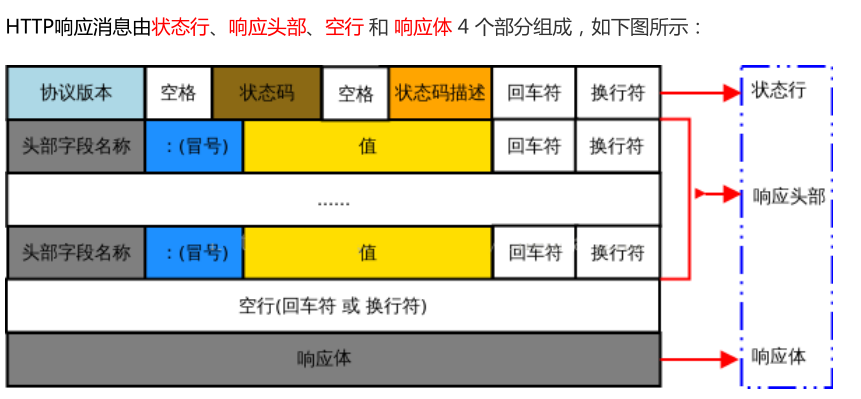 HTTP响应消息由状态行、响应头部、空行 和 响应体 4 个部分组成，如下图所示：
协议版本 空格 状态码 空格 状态码描述 回车符 换行符 状态行
头部字段名称 ：(冒号) 值 回车符 换行符
响应头部
......
头部字段名称 ：(冒号) 值 回车符 换行符
空行(回车符 或 换行符)
响应体 响应体